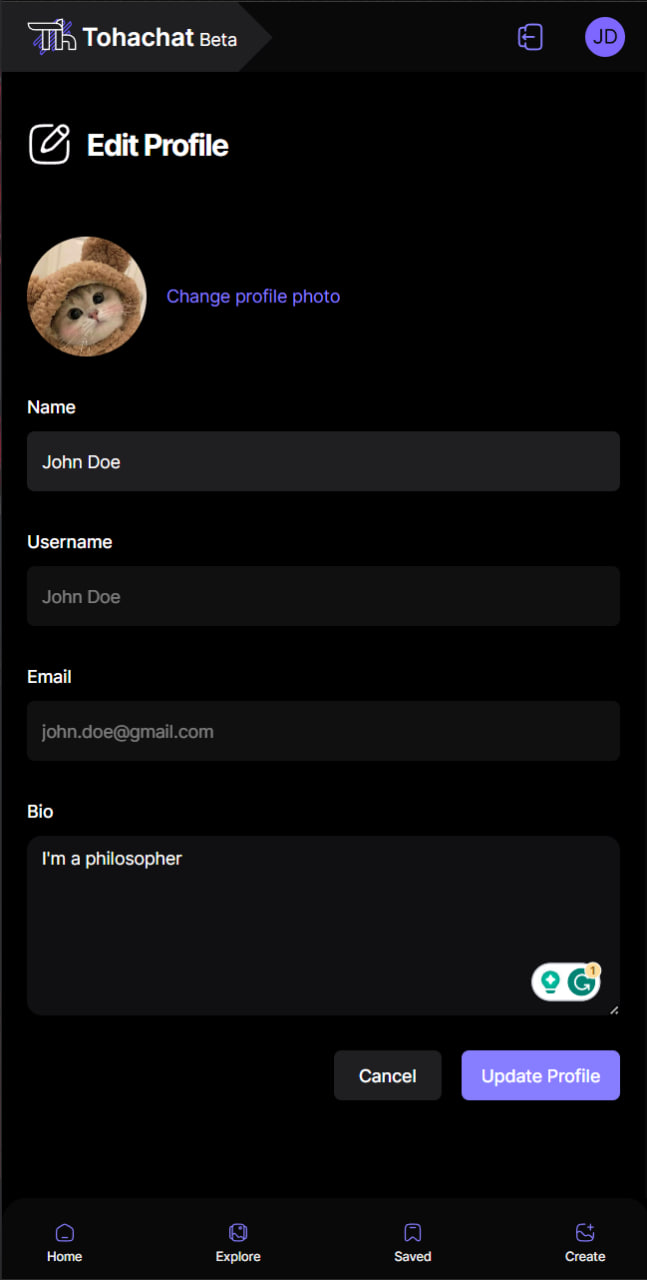 Th Tohachat Beta
JD
Edit Profile
Change profile photo
Name
John Doe
Username
John Doe
Email
john.doe@gmail.com
Bio
I'm a philosopher
1
Cancel
Update Profile
Home
Explore
Saved
Create